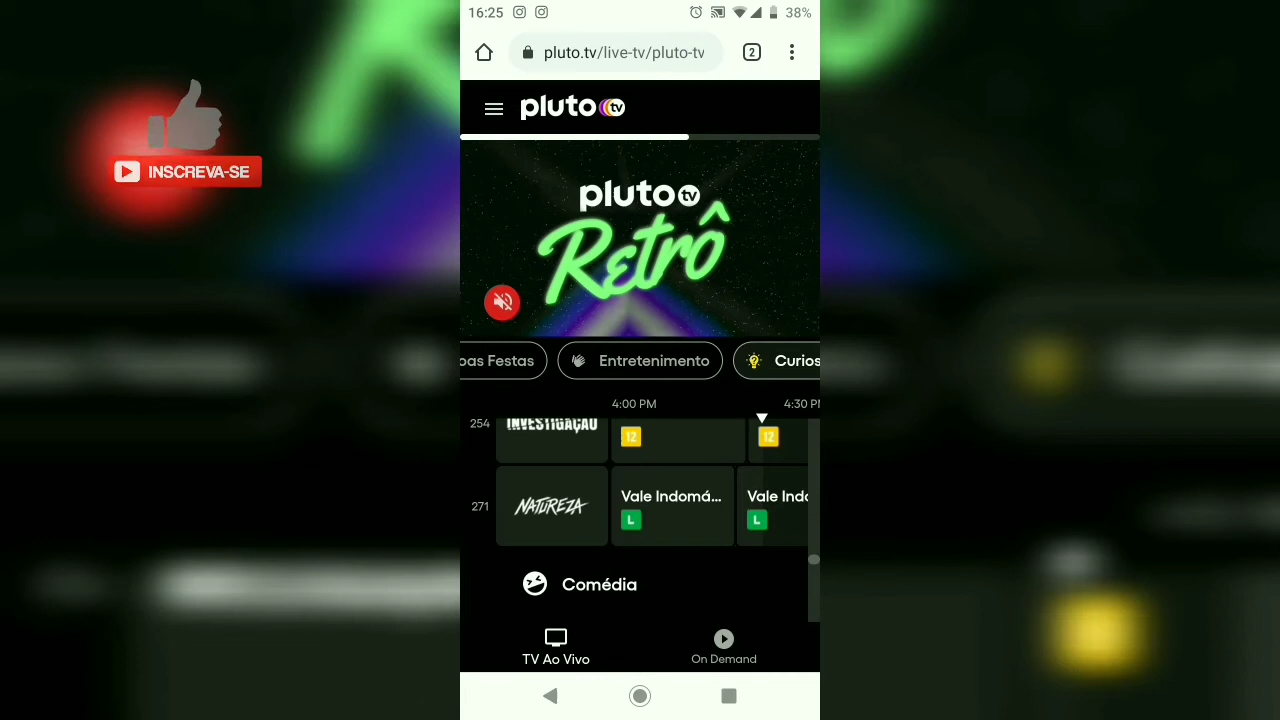 16:25
38%
pluto.tv/live-tv/pluto-tv
2
pluto tv
INSCREVA-SE
pluto tv
Retrô
oas Festas
Entretenimento
Curios
4:00 PM
4:30 PM
254
INVESTIGAÇÃO
12
12
271
NATUREZA
Vale Indomá...
Vale Indo
L
L
Comédia
TV Ao Vivo
On Demand